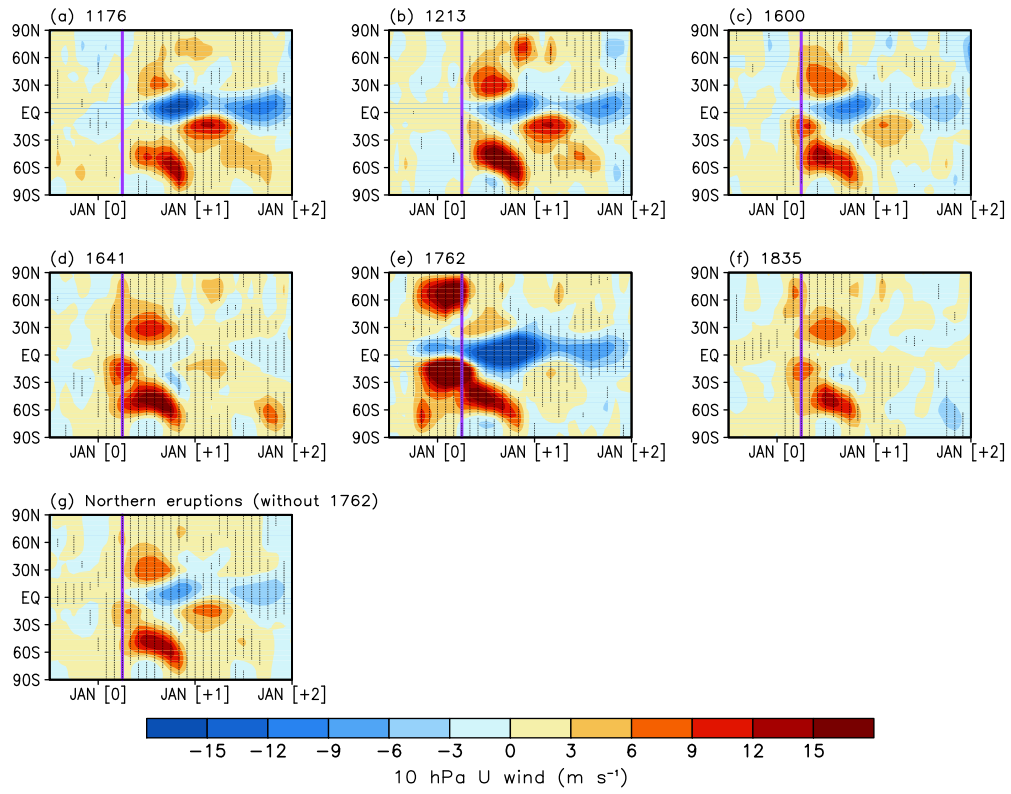 (a) 1176
(b) 1213
(c) 1600
90N
60N
30N
EQ
30S
60S
90S
JAN [0] JAN [+1] JAN [+2]
90N
60N
30N
EQ
30S
60S
90S
JAN [0] JAN [+1] JAN [+2]
90N
60N
30N
EQ
30S
60S
90S
JAN [0] JAN [+1] JAN [+2]
(d) 1641
(e) 1762
(f) 1835
90N
60N
30N
EQ
30S
60S
90S
JAN [0] JAN [+1] JAN [+2]
90N
60N
30N
EQ
30S
60S
90S
JAN [0] JAN [+1] JAN [+2]
90N
60N
30N
EQ
30S
60S
90S
JAN [0] JAN [+1] JAN [+2]
(g) Northern eruptions (without 1762)
90N
60N
30N
EQ
30S
60S
90S
JAN [0] JAN [+1] JAN [+2]
−15 −12 −9 −6 −3 0 3 6 9 12 15
10 hPa U wind (m s⁻¹)